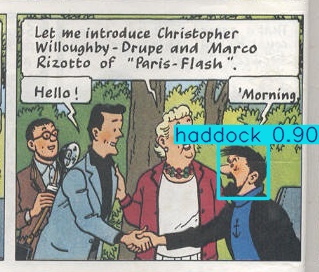 Let me introduce Christopher
Willoughby-Drupe and Marco
Rizotto of "Paris-Flash".
Hello!
'Morning.
haddock 0.90